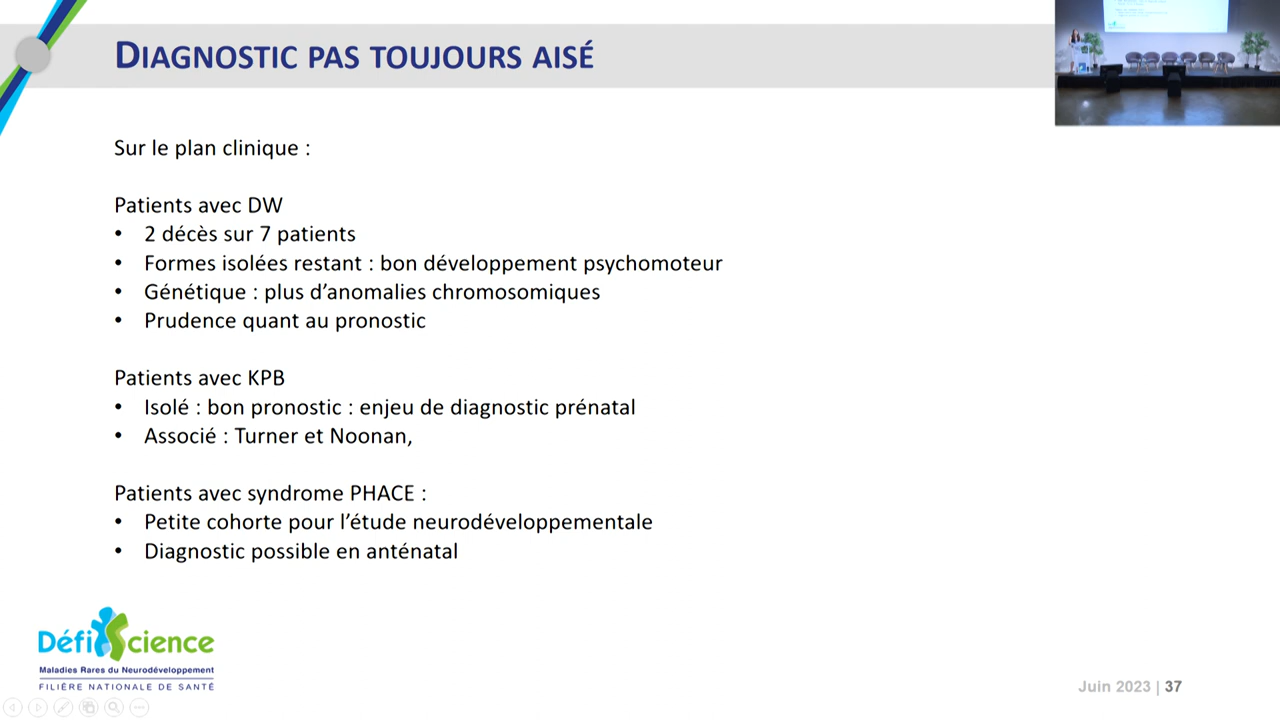 DIAGNOSTIC PAS TOUJOURS AISÉ
Sur le plan clinique :
Patients avec DW
• 2 décès sur 7 patients
• Formes isolées restant : bon développement psychomoteur
• Génétique : plus d’anomalies chromosomiques
• Prudence quant au pronostic
Patients avec KPB
• Isolé : bon pronostic : enjeu de diagnostic prénatal
• Associé : Turner et Noonan,
Patients avec syndrome PHACE :
• Petite cohorte pour l’étude neurodéveloppementale
• Diagnostic possible en anténatal
DéfiScience
Maladies Rares du Neurodéveloppement
FILIÈRE NATIONALE DE SANTÉ
Juin 2023 | 37